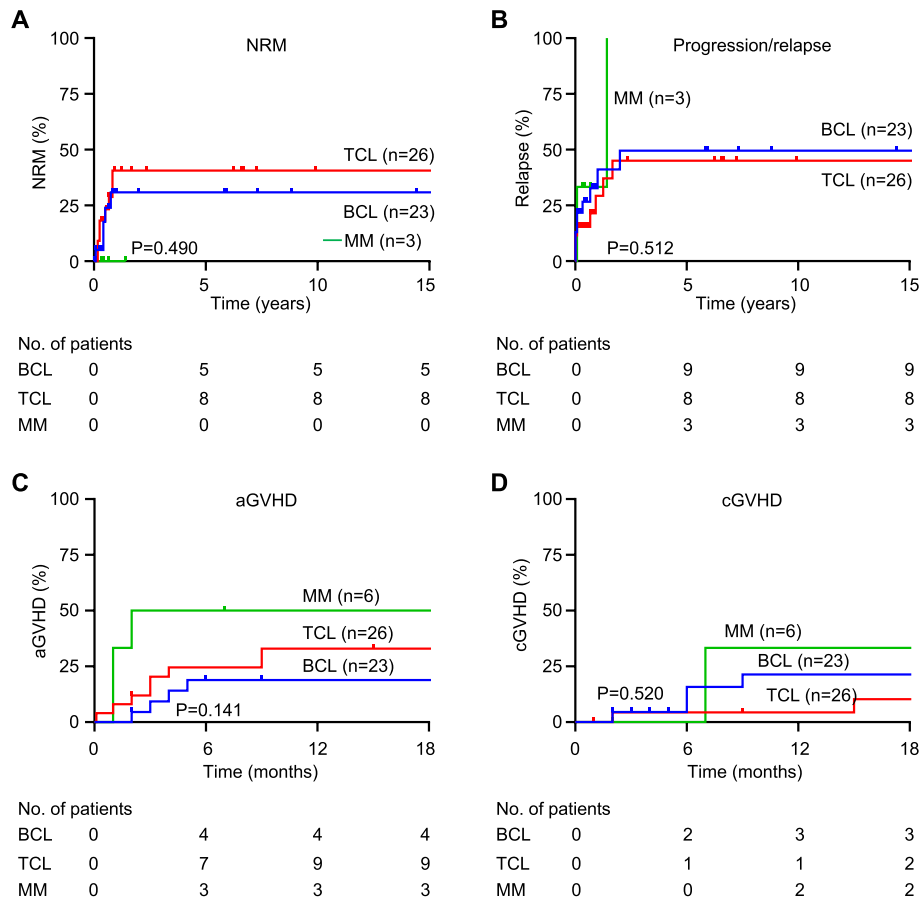 A
NRM
NRM (%)
100
75
50
25
0
TCL (n=26)
BCL (n=23)
MM (n=3)
P=0.490
0 5 10 15
Time (years)
No. of patients
BCL 0 5 5 5
TCL 0 8 8 8
MM 0 0 0 0
B
Progression/relapse
Relapse (%)
100
75
50
25
0
MM (n=3)
BCL (n=23)
TCL (n=26)
P=0.512
0 5 10 15
Time (years)
No. of patients
BCL 0 9 9 9
TCL 0 8 8 8
MM 0 3 3 3
C
aGVHD
aGVHD (%)
100
75
50
25
0
MM (n=6)
TCL (n=26)
BCL (n=23)
P=0.141
0 6 12 18
Time (months)
No. of patients
BCL 0 4 4 4
TCL 0 7 9 9
MM 0 3 3 3
D
cGVHD
cGVHD (%)
100
75
50
25
0
MM (n=6)
BCL (n=23)
P=0.520
TCL (n=26)
0 6 12 18
Time (months)
No. of patients
BCL 0 2 3 3
TCL 0 1 1 2
MM 0 0 2 2